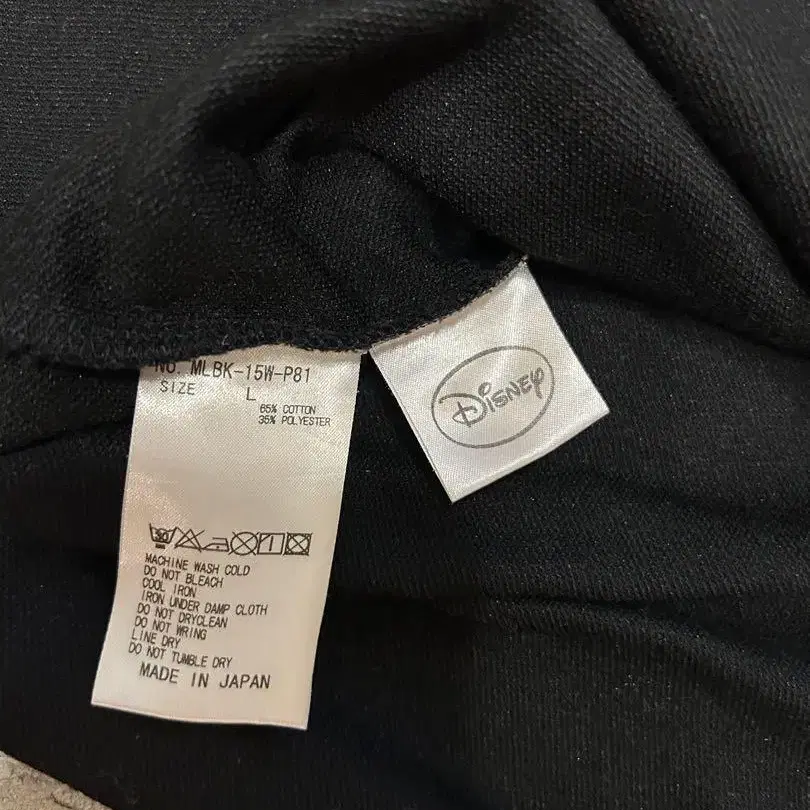 NO. MLBK-15W-P81
SIZE L
65% COTTON
35% POLYESTER
30
MACHINE WASH COLD
DO NOT BLEACH
COOL IRON
IRON UNDER DAMP CLOTH
DO NOT DRYCLEAN
DO NOT WRING
LINE DRY
DO NOT TUMBLE DRY
MADE IN JAPAN
Disney